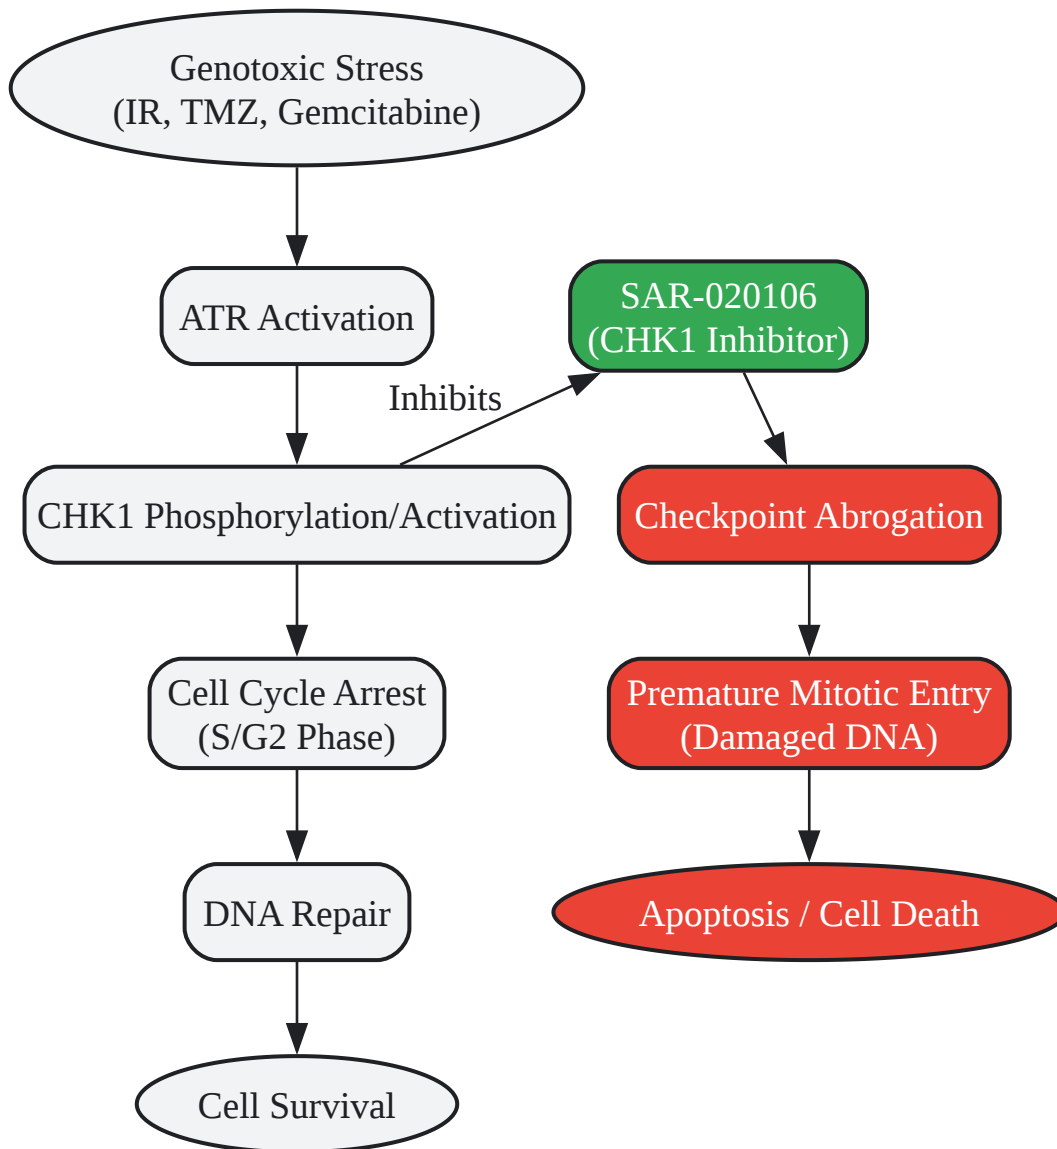 Genotoxic Stress
(IR, TMZ, Gemcitabine)
ATR Activation
SAR-020106
(CHK1 Inhibitor)
Inhibits
CHK1 Phosphorylation/Activation
Checkpoint Abrogation
Cell Cycle Arrest
(S/G2 Phase)
Premature Mitotic Entry
(Damaged DNA)
DNA Repair
Apoptosis / Cell Death
Cell Survival